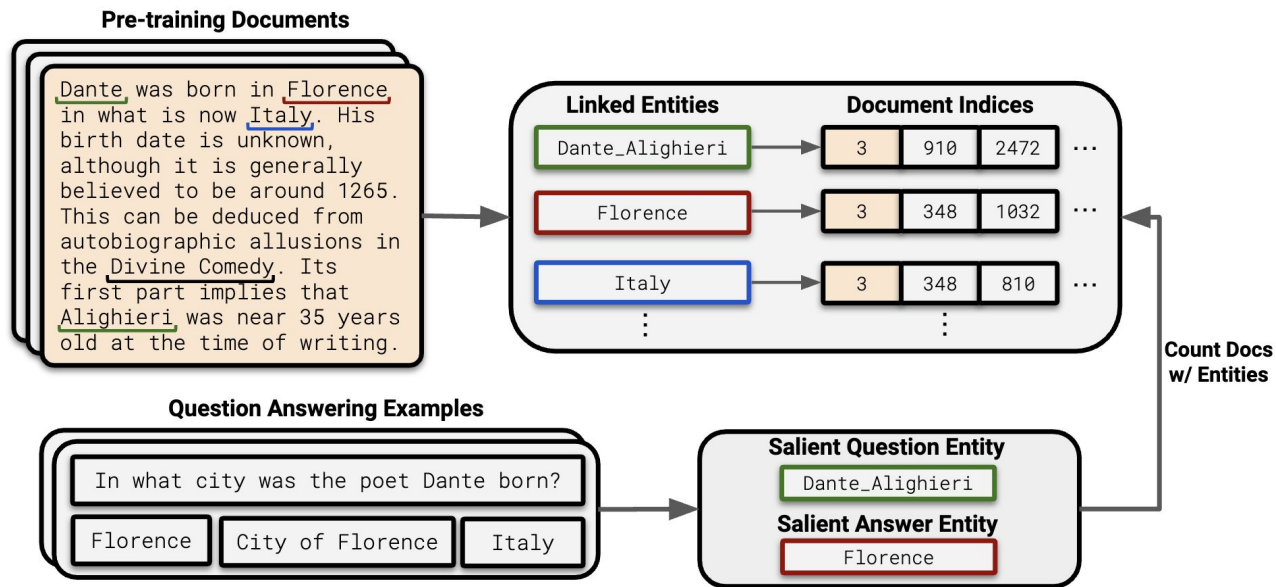 Pre-training Documents
Dante was born in Florence
in what is now Italy. His
birth date is unknown,
although it is generally
believed to be around 1265.
This can be deduced from
autobiographic allusions in
the Divine Comedy. Its
first part implies that
Alighieri was near 35 years
old at the time of writing.
Linked Entities
Document Indices
Dante_Alighieri
3 910 2472 ...
Florence
3 348 1032 ...
Italy
3 348 810 ...
⋮ ⋮
Count Docs
w/ Entities
Question Answering Examples
In what city was the poet Dante born?
Florence
City of Florence
Italy
Salient Question Entity
Dante_Alighieri
Salient Answer Entity
Florence